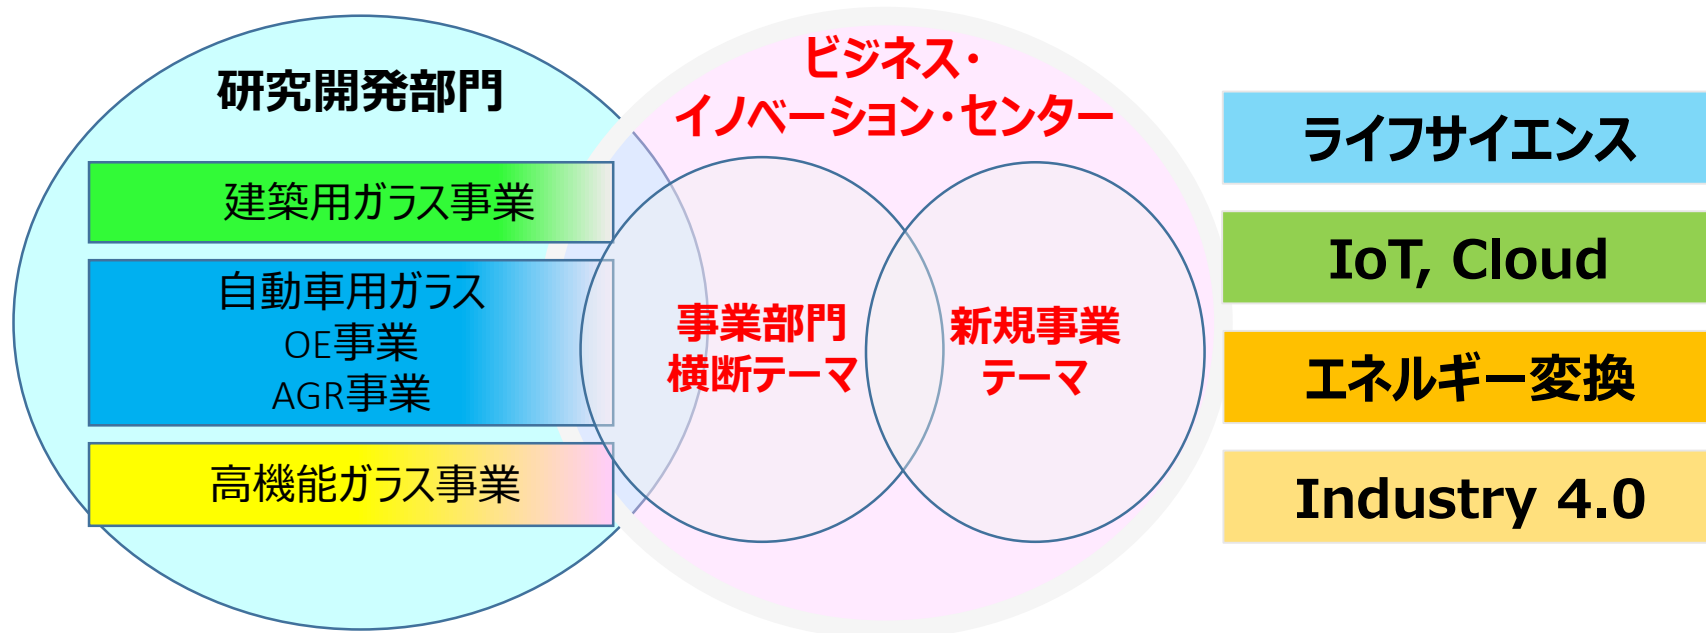 研究開発部門
建築用ガラス事業
自動車用ガラス
OE事業
AGR事業
高機能ガラス事業
ビジネス・
イノベーション・センター
事業部門
横断テーマ
新規事業
テーマ
ライフサイエンス
IoT, Cloud
エネルギー変換
Industry 4.0